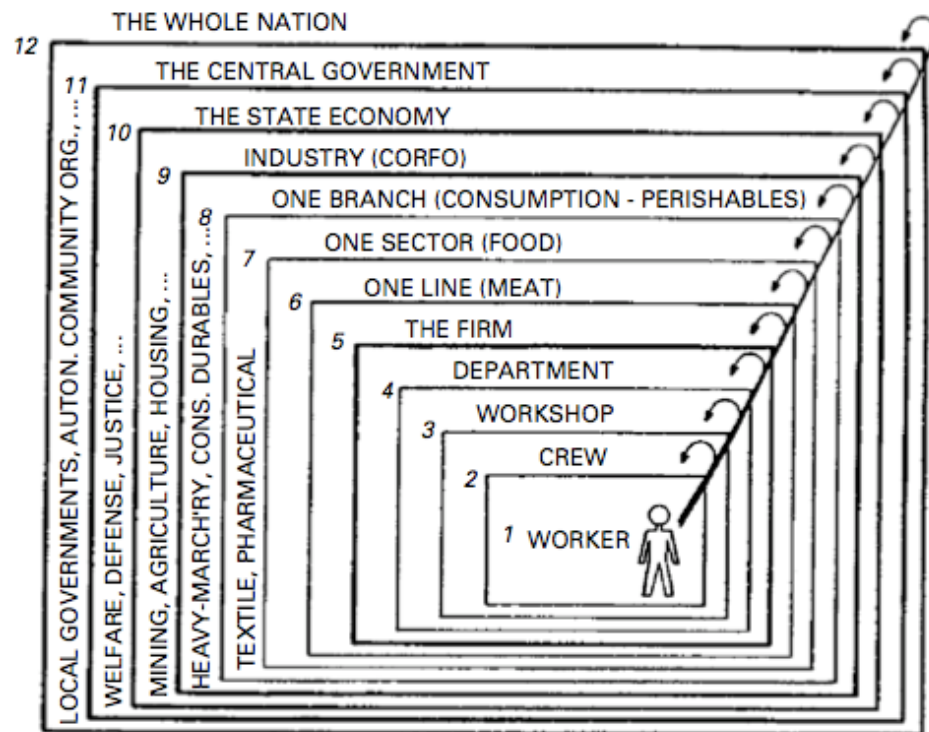 THE WHOLE NATION
12
THE CENTRAL GOVERNMENT
11
THE STATE ECONOMY
10
INDUSTRY (CORFO)
9
ONE BRANCH (CONSUMPTION - PERISHABLES)
8
ONE SECTOR (FOOD)
7
ONE LINE (MEAT)
6
THE FIRM
5
DEPARTMENT
4
WORKSHOP
3
CREW
2
1 WORKER
LOCAL GOVERNMENTS, AUTON. COMMUNITY ORG., ...
WELFARE, DEFENSE, JUSTICE, ...
MINING, AGRICULTURE, HOUSING, ...
HEAVY-MARCH'RY, CONS. DURABLES, ...
TEXTILE, PHARMACEUTICAL